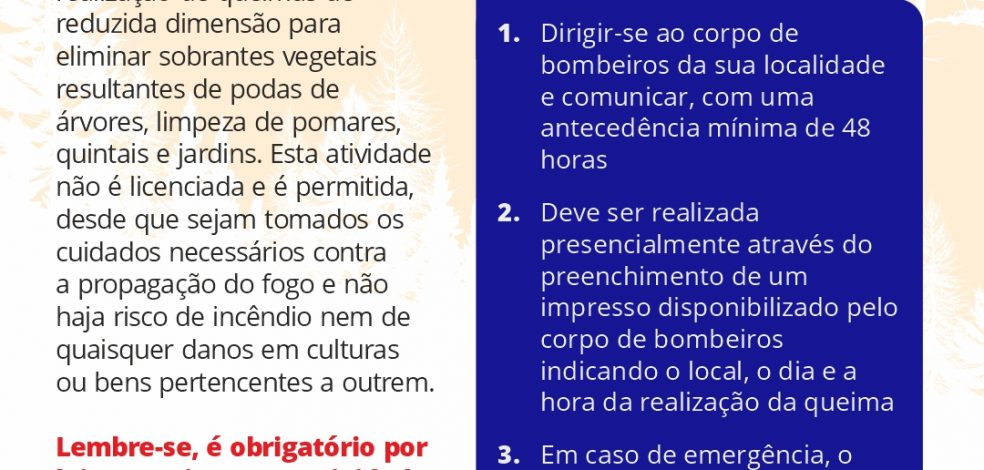 realização de queimas de
reduzida dimensão para
eliminar sobrantes vegetais
resultantes de podas de
árvores, limpeza de pomares,
quintais e jardins. Esta atividade
não é licenciada e é permitida,
desde que sejam tomados os
cuidados necessários contra
a propagação do fogo e não
haja risco de incêndio nem de
quaisquer danos em culturas
ou bens pertencentes a outrem.
Lembre-se, é obrigatório por
1. Dirigir-se ao corpo de
bombeiros da sua localidade
e comunicar, com uma
antecedência mínima de 48
horas
2. Deve ser realizada
presencialmente através do
preenchimento de um
impresso disponibilizado pelo
corpo de bombeiros
indicando o local, o dia e a
hora da realização da queima
3. Em caso de emergência, o